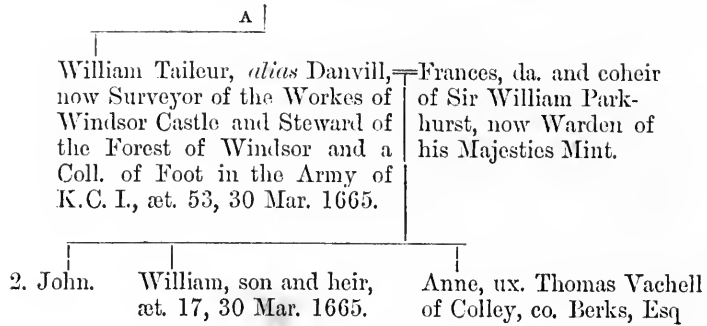 A
William Taileur, alias Danvill,
now Surveyor of the Workes of
Windsor Castle and Steward of
the Forest of Windsor and a
Coll. of Foot in the Army of
K.C. I., æt. 53, 30 Mar. 1665.
Frances, da. and coheir
of Sir William Park-
hurst, now Warden of
his Majesties Mint.
2. John.
William, son and heir,
æt. 17, 30 Mar. 1665.
Anne, ux. Thomas Vachell
of Colley, co. Berks, Esq